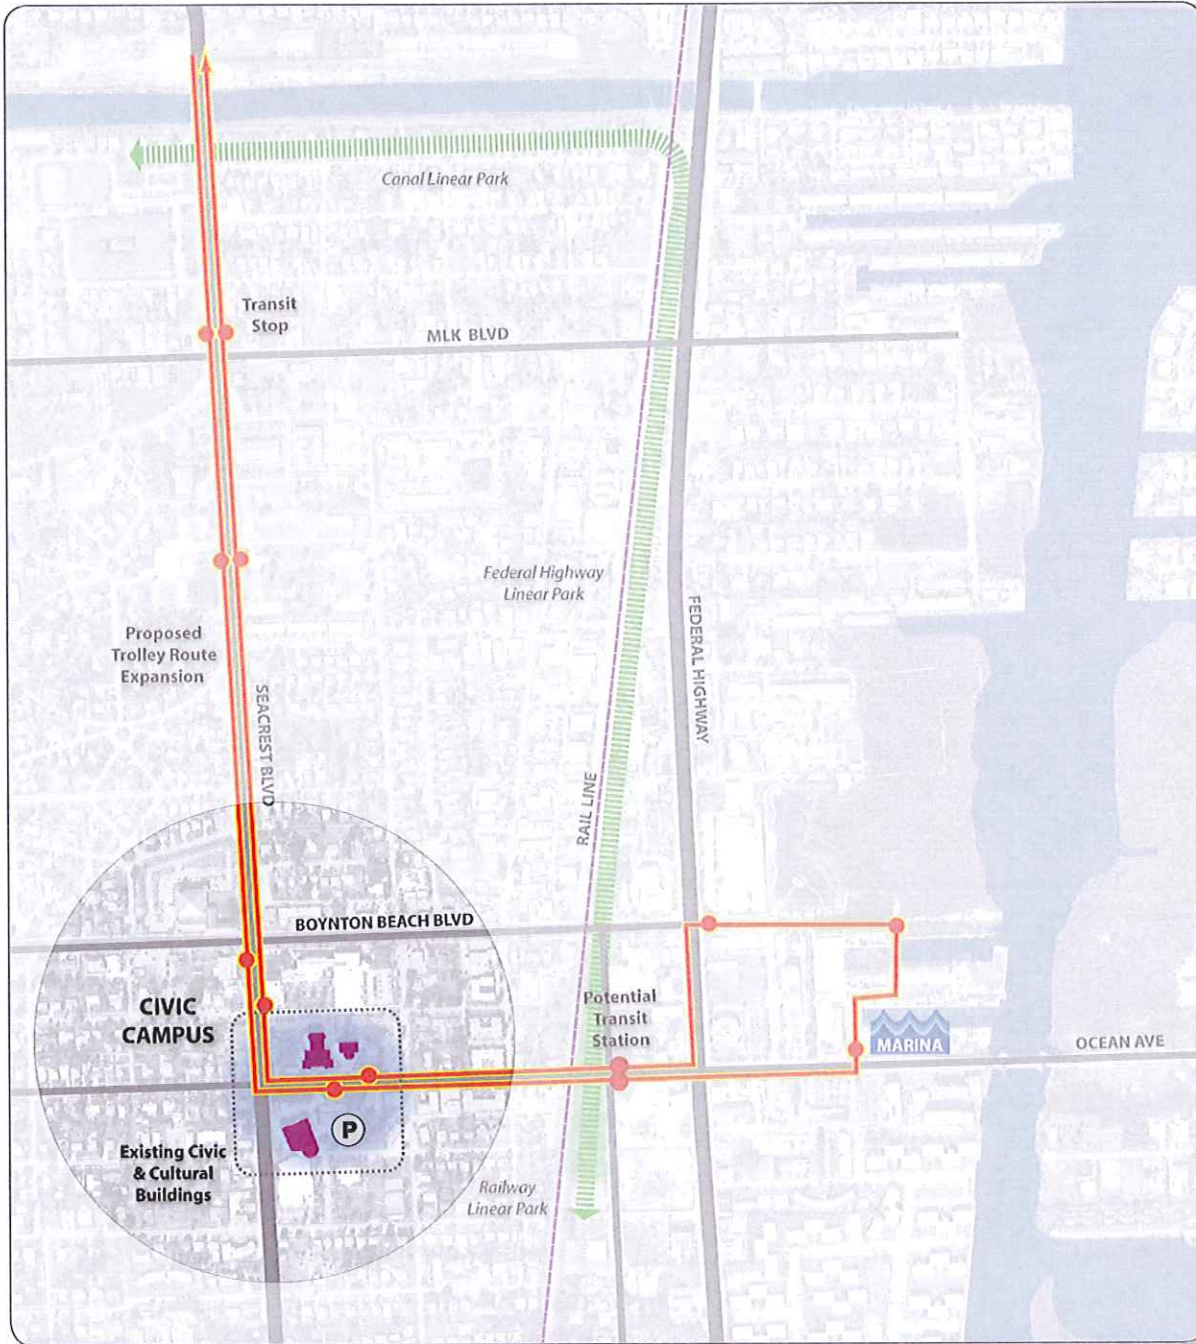 Canal Linear Park
Transit
Stop
MLK BLVD
Federal Highway
Linear Park
Proposed
Trolley Route
Expansion
FEDERAL HIGHWAY
SEACREST BLVD
RAIL LINE
BOYNTON BEACH BLVD
CIVIC
CAMPUS
Potential
Transit
Station
MARINA
OCEAN AVE
P
Existing Civic
& Cultural
Buildings
Railway
Linear Park